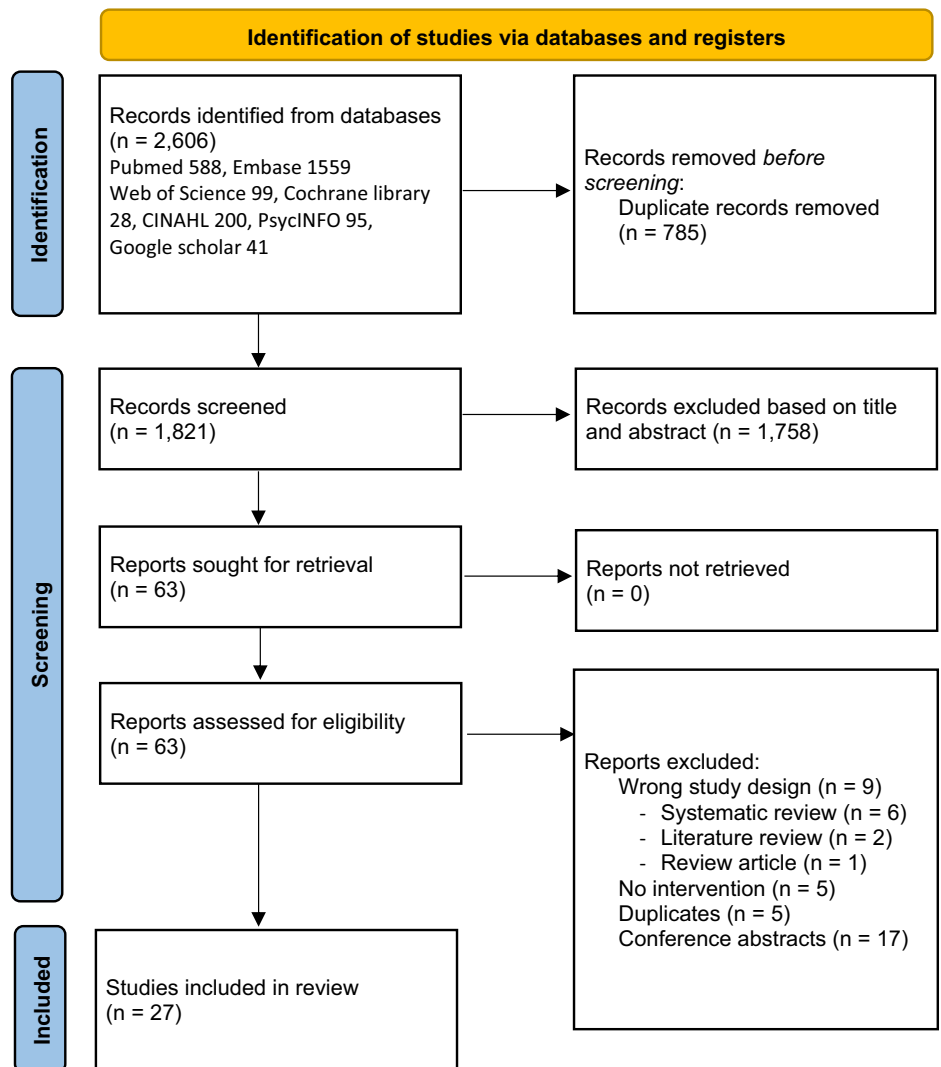 Identification of studies via databases and registers
Identification
Records identified from databases
(n = 2,606)
Pubmed 588, Embase 1559
Web of Science 99, Cochrane library
28, CINAHL 200, PsycINFO 95,
Google scholar 41
Records removed before
screening:
Duplicate records removed
(n = 785)
Screening
Records screened
(n = 1,821)
Records excluded based on title
and abstract (n = 1,758)
Reports sought for retrieval
(n = 63)
Reports not retrieved
(n = 0)
Reports assessed for eligibility
(n = 63)
Reports excluded:
Wrong study design (n = 9)
- Systematic review (n = 6)
- Literature review (n = 2)
- Review article (n = 1)
No intervention (n = 5)
Duplicates (n = 5)
Conference abstracts (n = 17)
Included
Studies included in review
(n = 27)